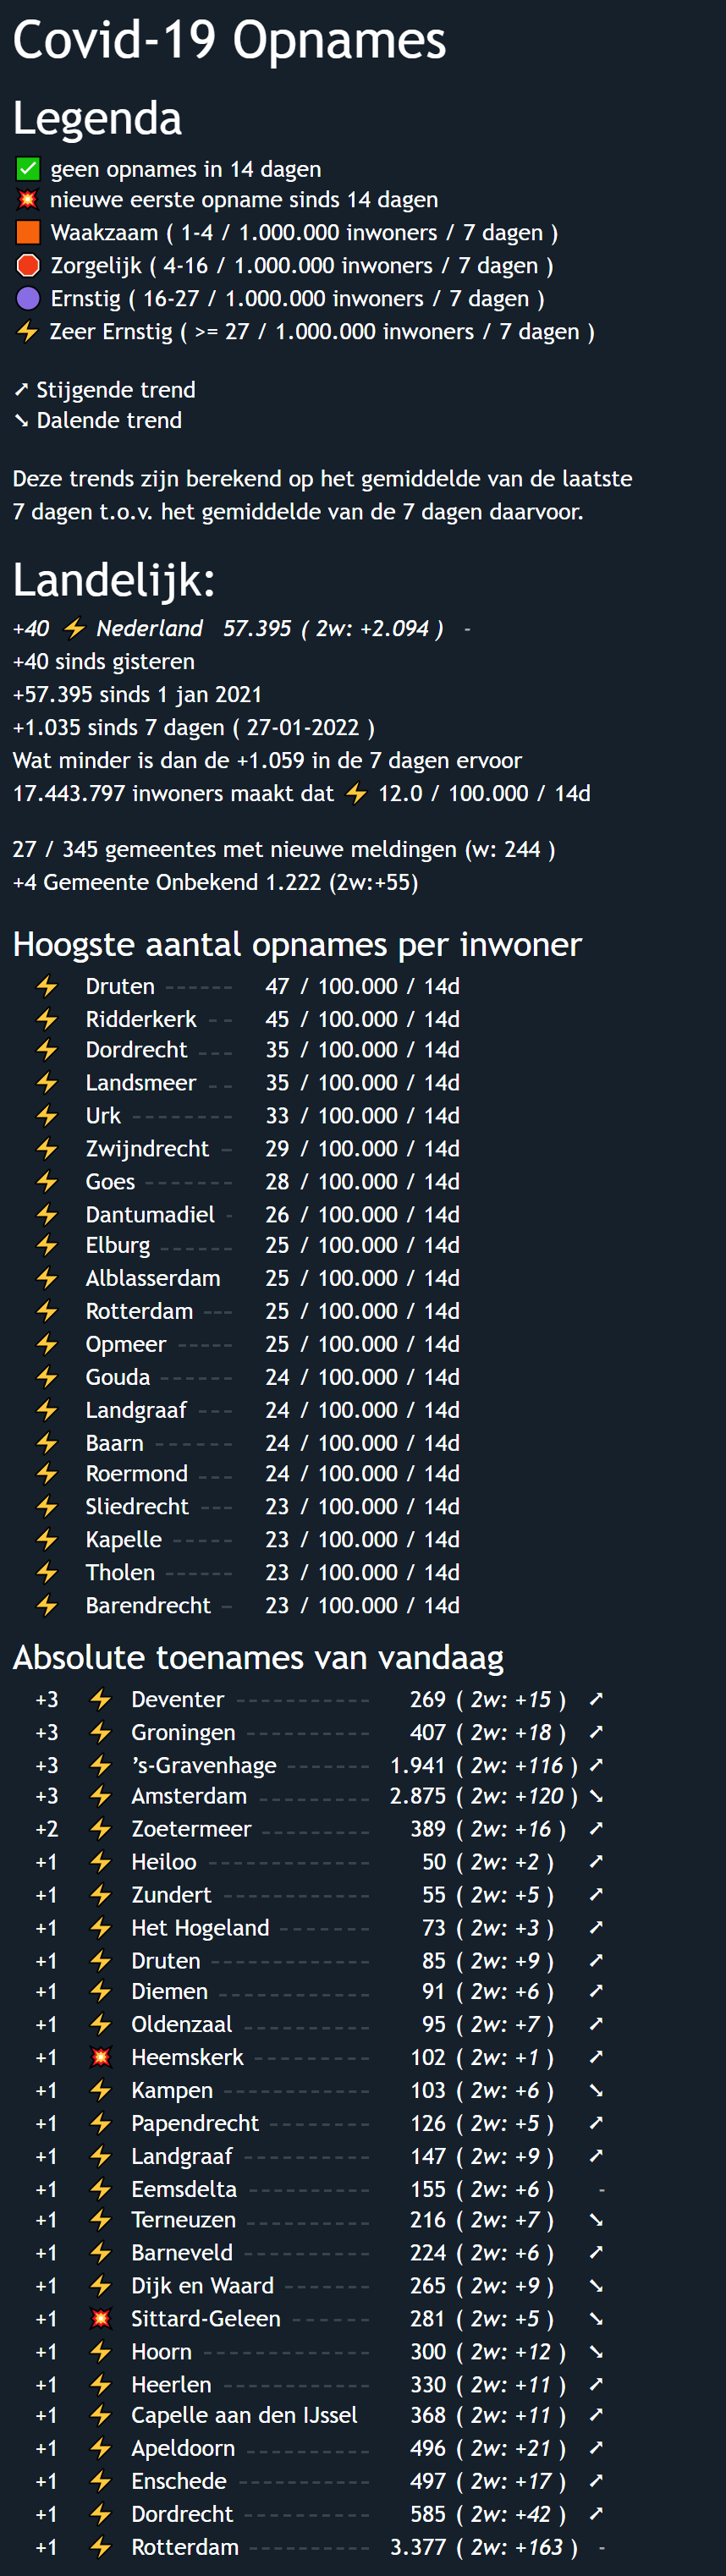 Covid-19 Opnames
Legenda
✅ geen opnames in 14 dagen
💥 nieuwe eerste opname sinds 14 dagen
🟧 Waakzaam ( 1-4 / 1.000.000 inwoners / 7 dagen )
🛑 Zorgelijk ( 4-16 / 1.000.000 inwoners / 7 dagen )
🟣 Ernstig ( 16-27 / 1.000.000 inwoners / 7 dagen )
⚡ Zeer Ernstig ( >= 27 / 1.000.000 inwoners / 7 dagen )
➚ Stijgende trend
➘ Dalende trend
Deze trends zijn berekend op het gemiddelde van de laatste
7 dagen t.o.v. het gemiddelde van de 7 dagen daarvoor.
Landelijk:
+40 ⚡ Nederland 57.395 ( 2w: +2.094 ) -
+40 sinds gisteren
+57.395 sinds 1 jan 2021
+1.035 sinds 7 dagen ( 27-01-2022 )
Wat minder is dan de +1.059 in de 7 dagen ervoor
17.443.797 inwoners maakt dat ⚡ 12.0 / 100.000 / 14d
27 / 345 gemeentes met nieuwe meldingen (w: 244 )
+4 Gemeente Onbekend 1.222 (2w:+55)
Hoogste aantal opnames per inwoner
⚡ Druten ------ 47 / 100.000 / 14d
⚡ Ridderkerk -- 45 / 100.000 / 14d
⚡ Dordrecht --- 35 / 100.000 / 14d
⚡ Landsmeer -- 35 / 100.000 / 14d
⚡ Urk -------- 33 / 100.000 / 14d
⚡ Zwijndrecht - 29 / 100.000 / 14d
⚡ Goes ------- 28 / 100.000 / 14d
⚡ Dantumadiel - 26 / 100.000 / 14d
⚡ Elburg ------ 25 / 100.000 / 14d
⚡ Alblasserdam 25 / 100.000 / 14d
⚡ Rotterdam --- 25 / 100.000 / 14d
⚡ Opmeer ----- 25 / 100.000 / 14d
⚡ Gouda ------ 24 / 100.000 / 14d
⚡ Landgraaf --- 24 / 100.000 / 14d
⚡ Baarn ------ 24 / 100.000 / 14d
⚡ Roermond --- 24 / 100.000 / 14d
⚡ Sliedrecht --- 23 / 100.000 / 14d
⚡ Kapelle ----- 23 / 100.000 / 14d
⚡ Tholen ------ 23 / 100.000 / 14d
⚡ Barendrecht - 23 / 100.000 / 14d
Absolute toenames van vandaag
+3 ⚡ Deventer ----------- 269 ( 2w: +15 ) ➚
+3 ⚡ Groningen ---------- 407 ( 2w: +18 ) ➚
+3 ⚡ ’s-Gravenhage ------- 1.941 ( 2w: +116 ) ➚
+3 ⚡ Amsterdam --------- 2.875 ( 2w: +120 ) ➘
+2 ⚡ Zoetermeer --------- 389 ( 2w: +16 ) ➚
+1 ⚡ Heiloo ------------- 50 ( 2w: +2 ) ➚
+1 ⚡ Zundert ------------ 55 ( 2w: +5 ) ➚
+1 ⚡ Het Hogeland ------- 73 ( 2w: +3 ) ➚
+1 ⚡ Druten ------------- 85 ( 2w: +9 ) ➚
+1 ⚡ Diemen ------------ 91 ( 2w: +6 ) ➚
+1 ⚡ Oldenzaal ---------- 95 ( 2w: +7 ) ➚
+1 💥 Heemskerk --------- 102 ( 2w: +1 ) ➚
+1 ⚡ Kampen ------------ 103 ( 2w: +6 ) ➘
+1 ⚡ Papendrecht -------- 126 ( 2w: +5 ) ➚
+1 ⚡ Landgraaf ---------- 147 ( 2w: +9 ) ➚
+1 ⚡ Eemsdelta ---------- 155 ( 2w: +6 ) -
+1 ⚡ Terneuzen ---------- 216 ( 2w: +7 ) ➘
+1 ⚡ Barneveld ---------- 224 ( 2w: +6 ) ➚
+1 ⚡ Dijk en Waard ------- 265 ( 2w: +9 ) ➘
+1 💥 Sittard-Geleen ------ 281 ( 2w: +5 ) ➘
+1 ⚡ Hoorn ------------- 300 ( 2w: +12 ) ➘
+1 ⚡ Heerlen ------------ 330 ( 2w: +11 ) ➚
+1 ⚡ Capelle aan den IJssel 368 ( 2w: +11 ) ➚
+1 ⚡ Apeldoorn ---------- 496 ( 2w: +21 ) ➚
+1 ⚡ Enschede ----------- 497 ( 2w: +17 ) ➚
+1 ⚡ Dordrecht ---------- 585 ( 2w: +42 ) ➚
+1 ⚡ Rotterdam ---------- 3.377 ( 2w: +163 ) -